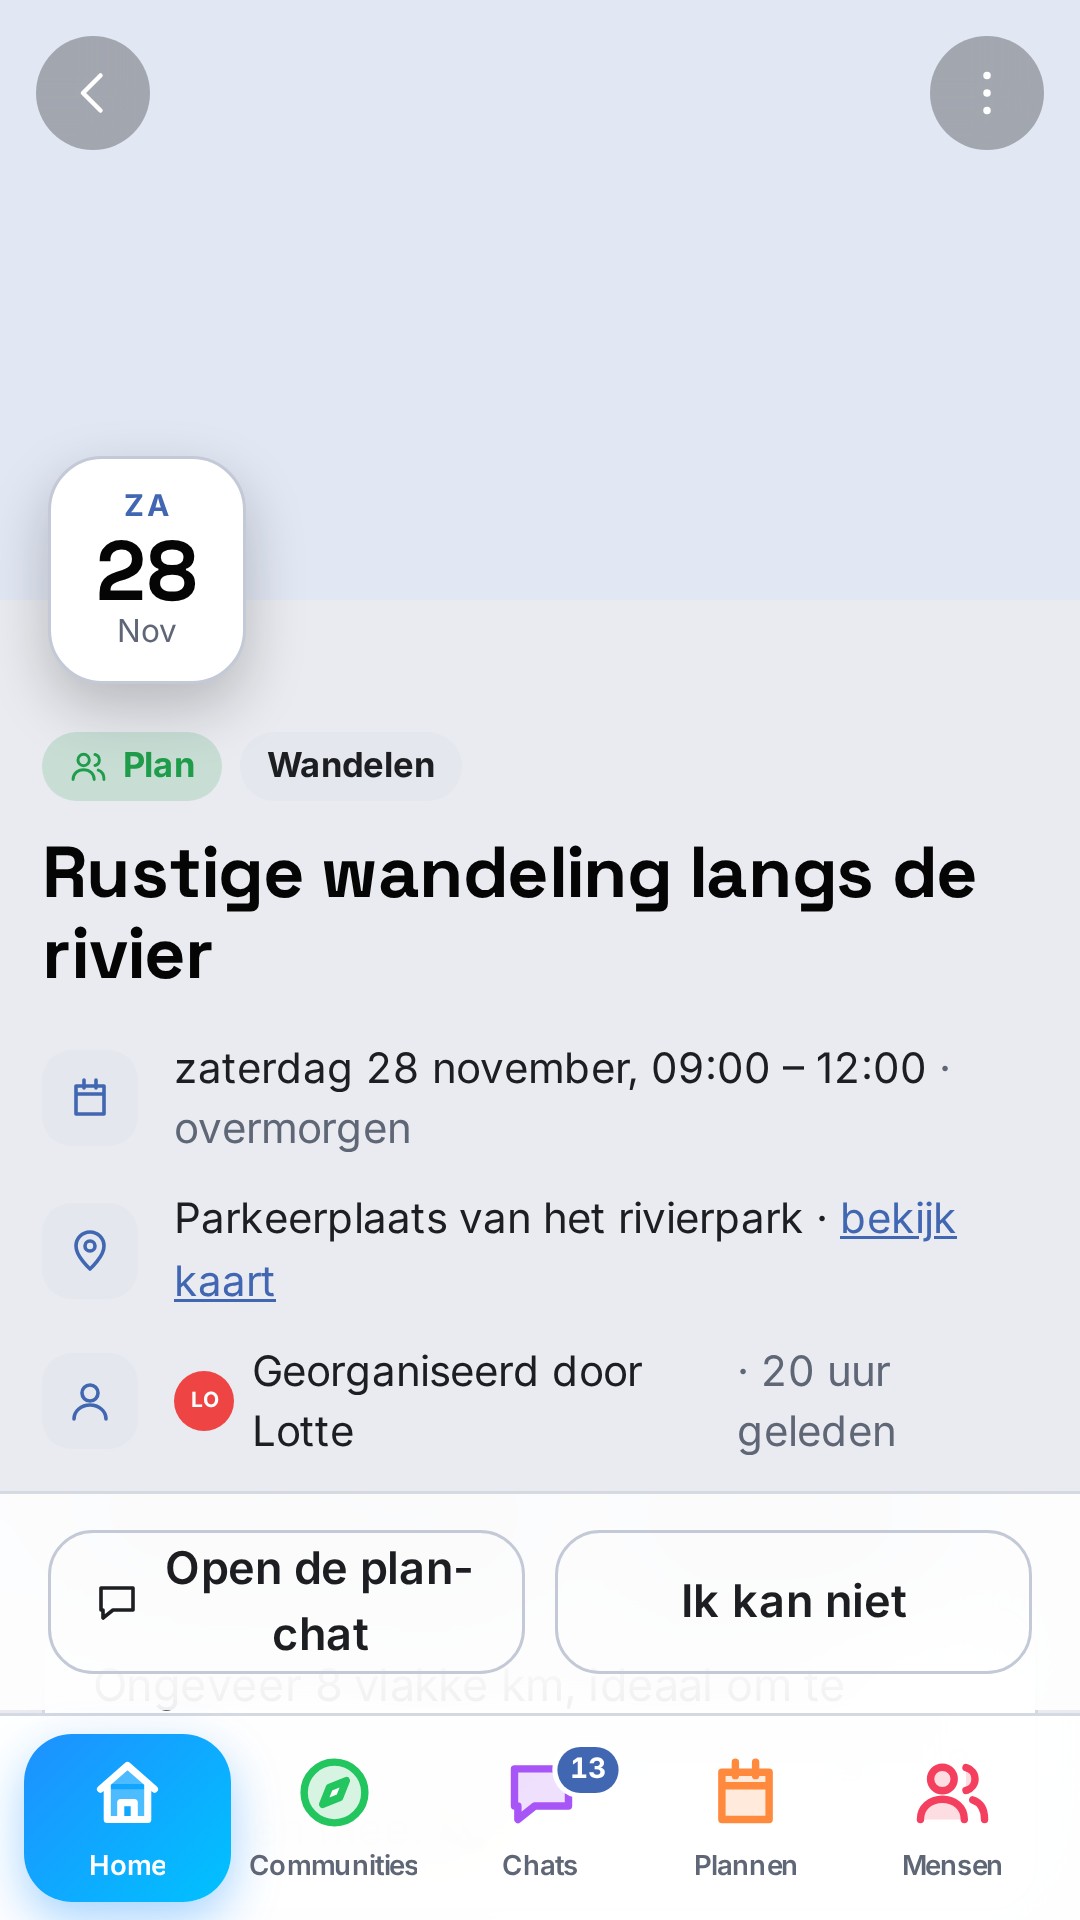 ZA
28
Nov
Plan
Wandelen
Rustige wandeling langs de
rivier
zaterdag 28 november, 09:00 – 12:00 ·
overmorgen
Parkeerplaats van het rivierpark · bekijk
kaart
LO
Georganiseerd door
Lotte
· 20 uur
geleden
Open de plan-
chat
Ik kan niet
Ongeveer 8 vlakke km, ideaal om te
13
Home
Communities
Chats
Plannen
Mensen